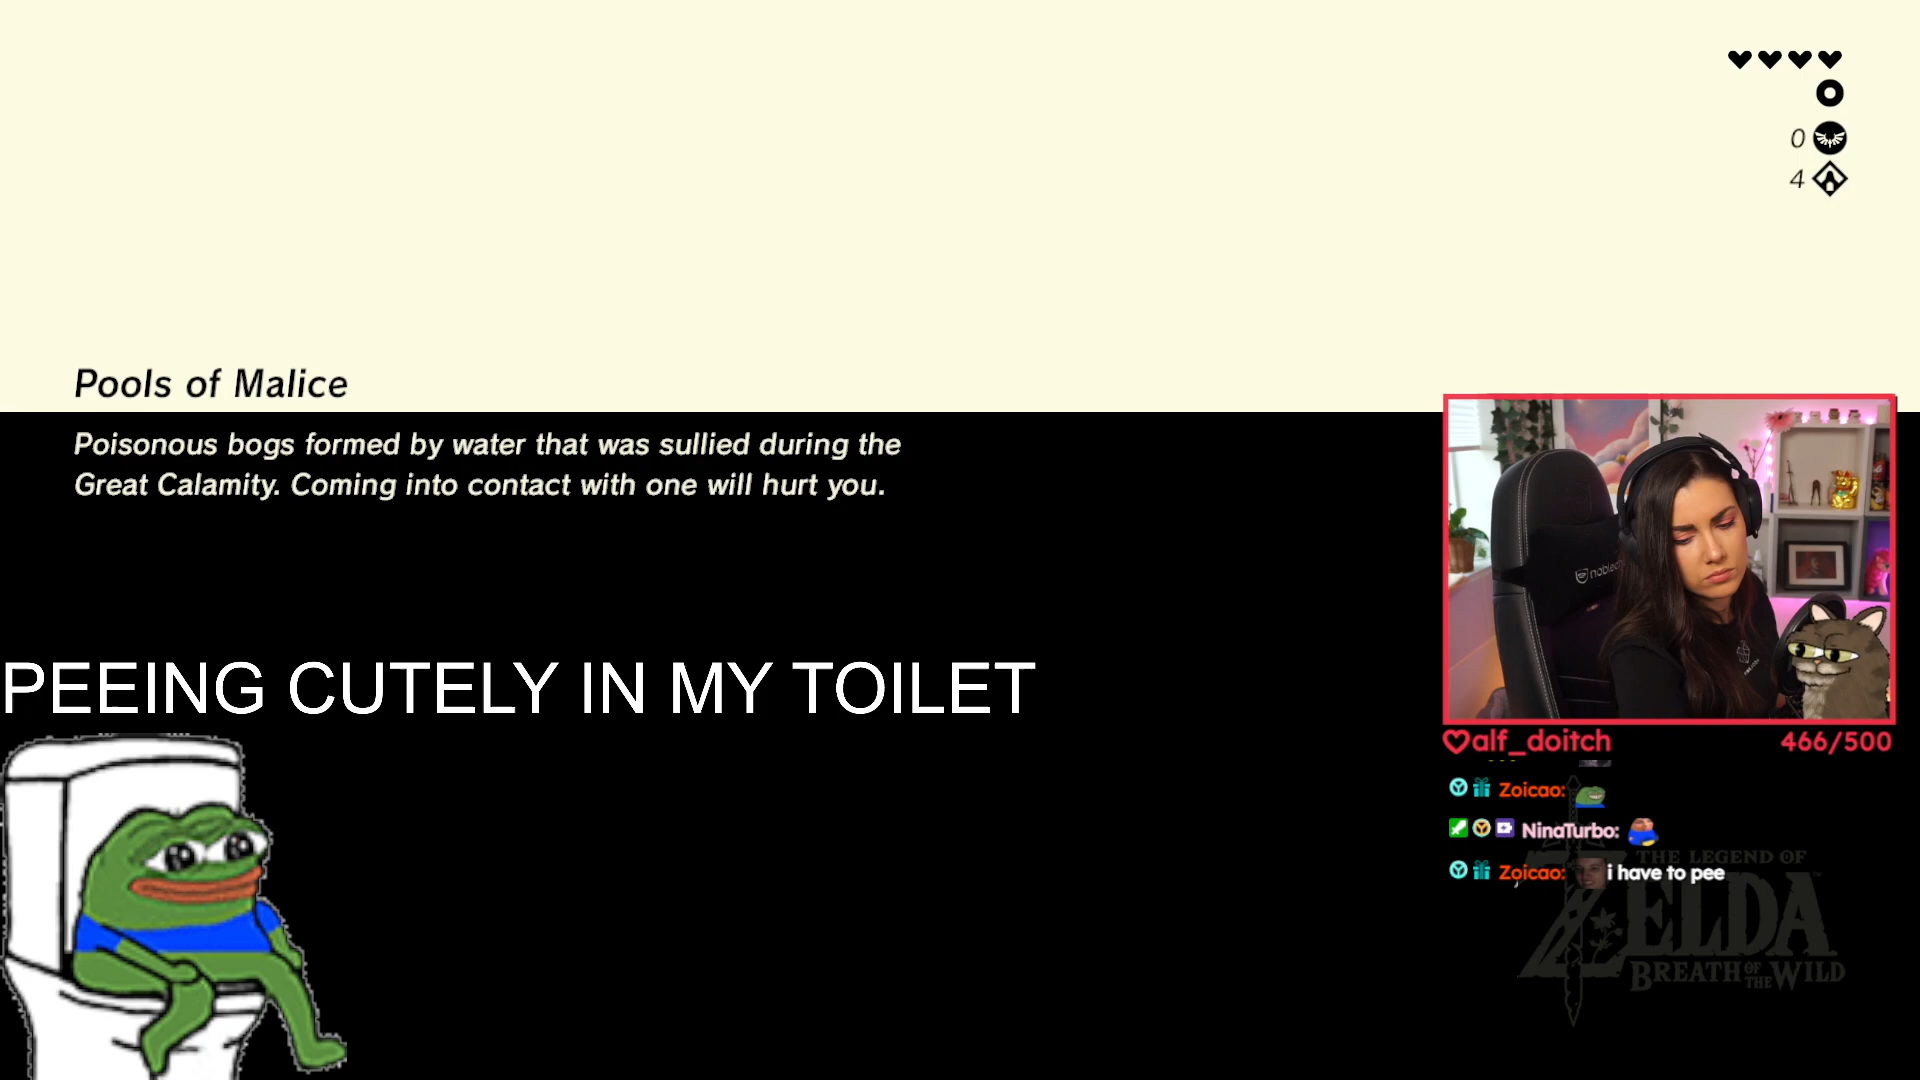 0
4
Pools of Malice
Poisonous bogs formed by water that was sullied during the
Great Calamity. Coming into contact with one will hurt you.
PEEING CUTELY IN MY TOILET
alf_doitch 466/500
Zoicao:
NinaTurbo:
Zoicao: i have to pee
THE LEGEND OF
ZELDA
BREATH OF THE WILD